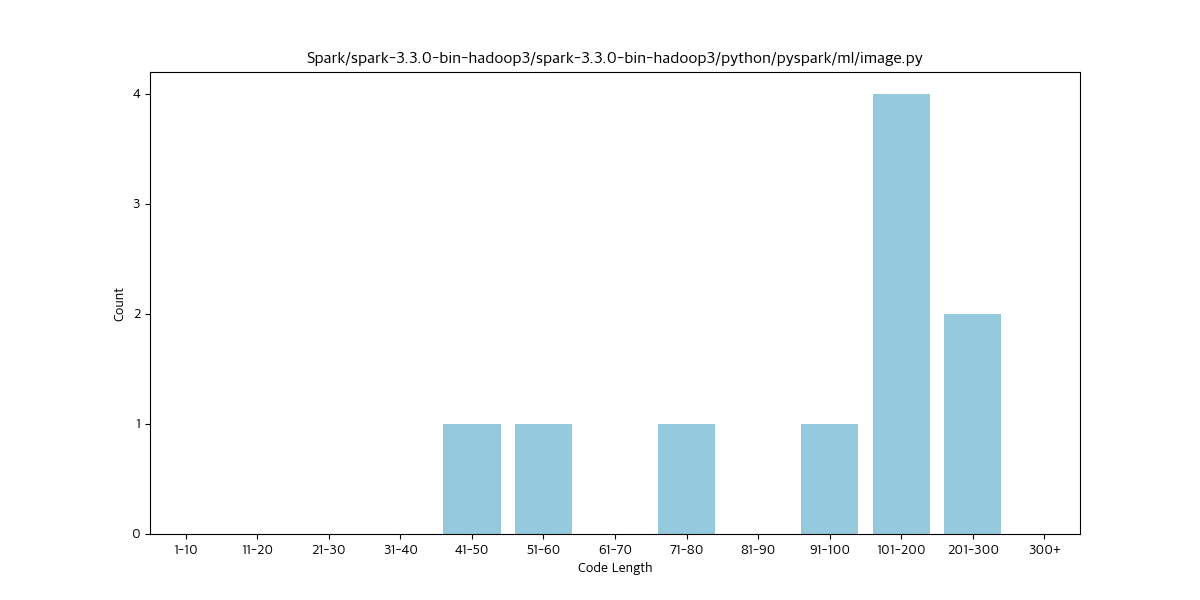 Spark/spark-3.3.0-bin-hadoop3/spark-3.3.0-bin-hadoop3/python/pyspark/ml/image.py
4
3
2
1
0
Count
1-10 11-20 21-30 31-40 41-50 51-60 61-70 71-80 81-90 91-100 101-200 201-300 300+
Code Length